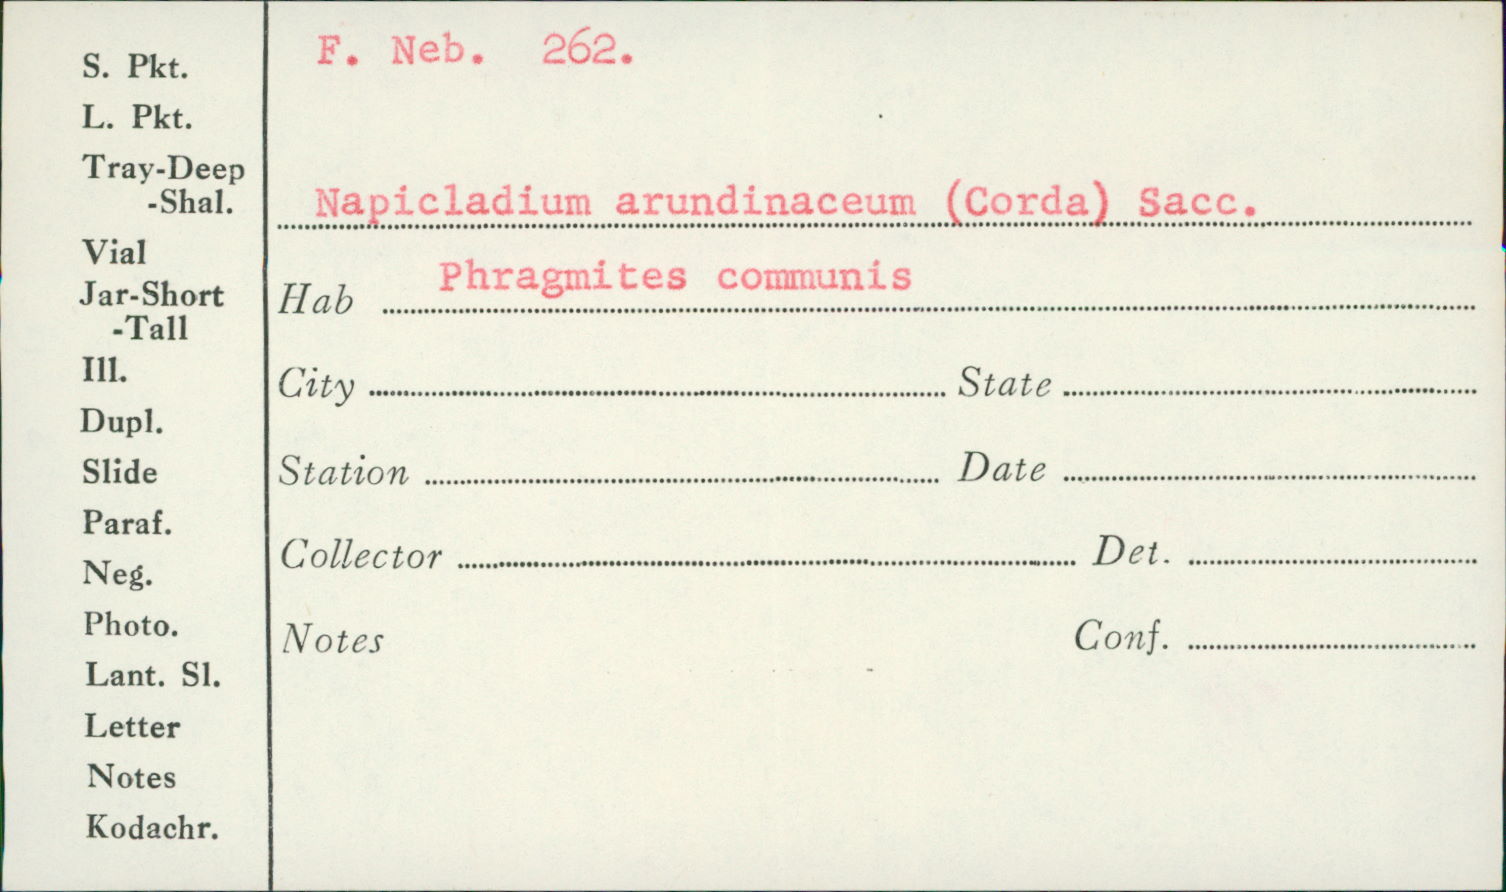 S. Pkt.
L. Pkt.
Tray-Deep
-Shal.
Vial
Jar-Short
-Tall
Ill.
Dupl.
Slide
Paraf.
Neg.
Photo.
Lant. Sl.
Letter
Notes
Kodachr.
F. Neb. 262.
Napicladium arundinaceum (Corda) Sacc.
Hab Phragmites communis
City State
Station Date
Collector Det.
Notes Conf.